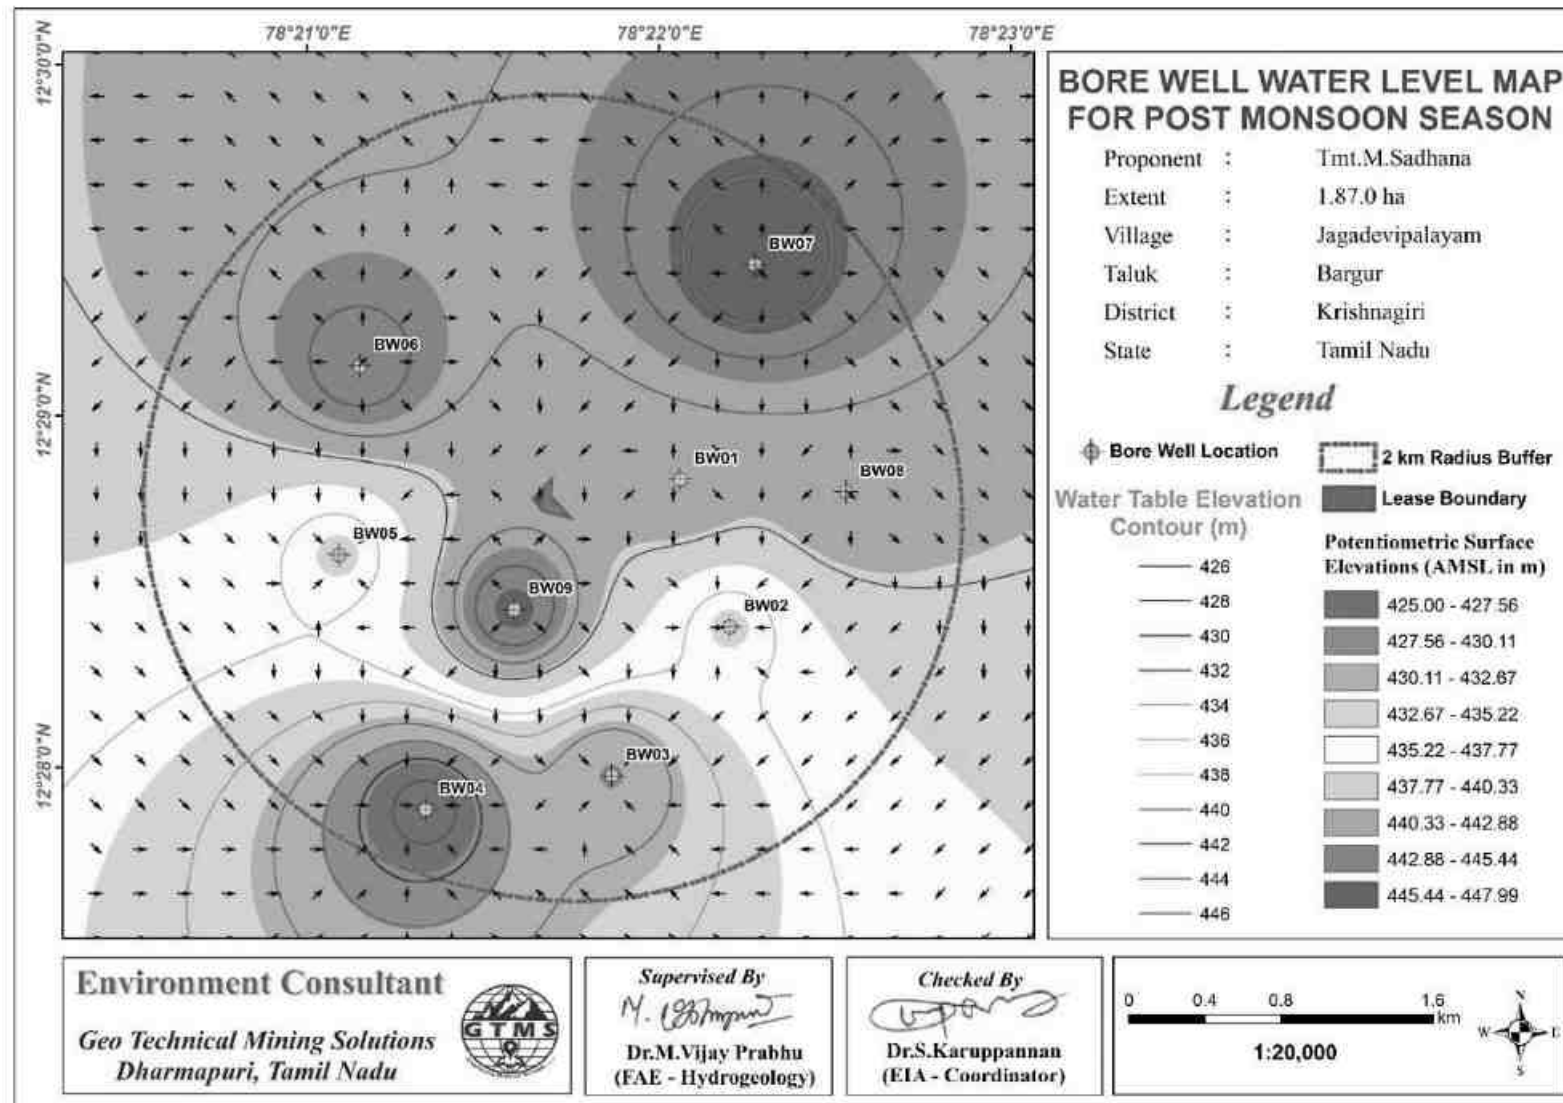 78°21'0"E 78°22'0"E 78°23'0"E
12°30'0"N
12°29'0"N
12°28'0"N
BW07
BW06
BW01
BW08
BW05
BW09
BW02
BW03
BW04
BORE WELL WATER LEVEL MAP
FOR POST MONSOON SEASON
Proponent : Tmt.M.Sadhana
Extent : 1.87.0 ha
Village : Jagadevipalayam
Taluk : Bargur
District : Krishnagiri
State : Tamil Nadu
Legend
Bore Well Location
2 km Radius Buffer
Lease Boundary
Water Table Elevation
Contour (m)
426
428
430
432
434
436
438
440
442
444
446
Potentiometric Surface
Elevations (AMSL in m)
425.00 - 427.56
427.56 - 430.11
430.11 - 432.67
432.67 - 435.22
435.22 - 437.77
437.77 - 440.33
440.33 - 442.88
442.88 - 445.44
445.44 - 447.99
Environment Consultant
Geo Technical Mining Solutions
Dharmapuri, Tamil Nadu
GTMS
Supervised By
Dr.M.Vijay Prabhu
(FAE - Hydrogeology)
Checked By
Dr.S.Karuppannan
(EIA - Coordinator)
0 0.4 0.8 1.6
km
1:20,000
N
W E
S